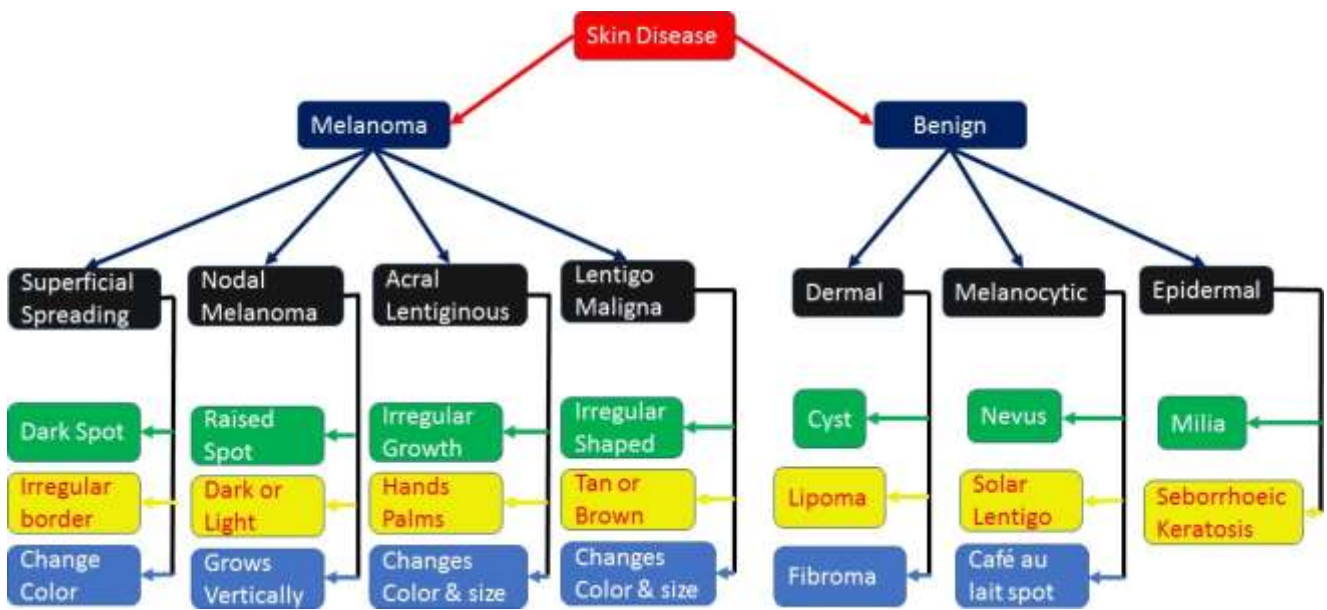 Skin Disease
Melanoma
Benign
Superficial
Spreading
Nodal
Melanoma
Acral
Lentiginous
Lentigo
Maligna
Dermal
Melanocytic
Epidermal
Dark Spot
Raised
Spot
Irregular
Growth
Irregular
Shaped
Cyst
Nevus
Milia
Irregular
border
Dark or
Light
Hands
Palms
Tan or
Brown
Lipoma
Solar
Lentigo
Seborrhoeic
Keratosis
Change
Color
Grows
Vertically
Changes
Color & size
Changes
Color & size
Fibroma
Café au
lait spot